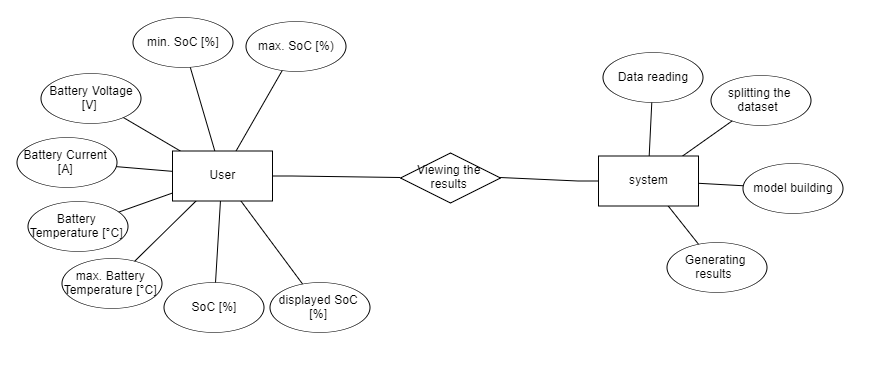 min. SoC [%]
max. SoC [%)
Battery Voltage
[V]
Battery Current
[A]
Battery
Temperature [°C]
max. Battery
Temperature [°C]
SoC [%]
displayed SoC
[%]
User
Viewing the
results
system
Data reading
splitting the
dataset
model building
Generating
results